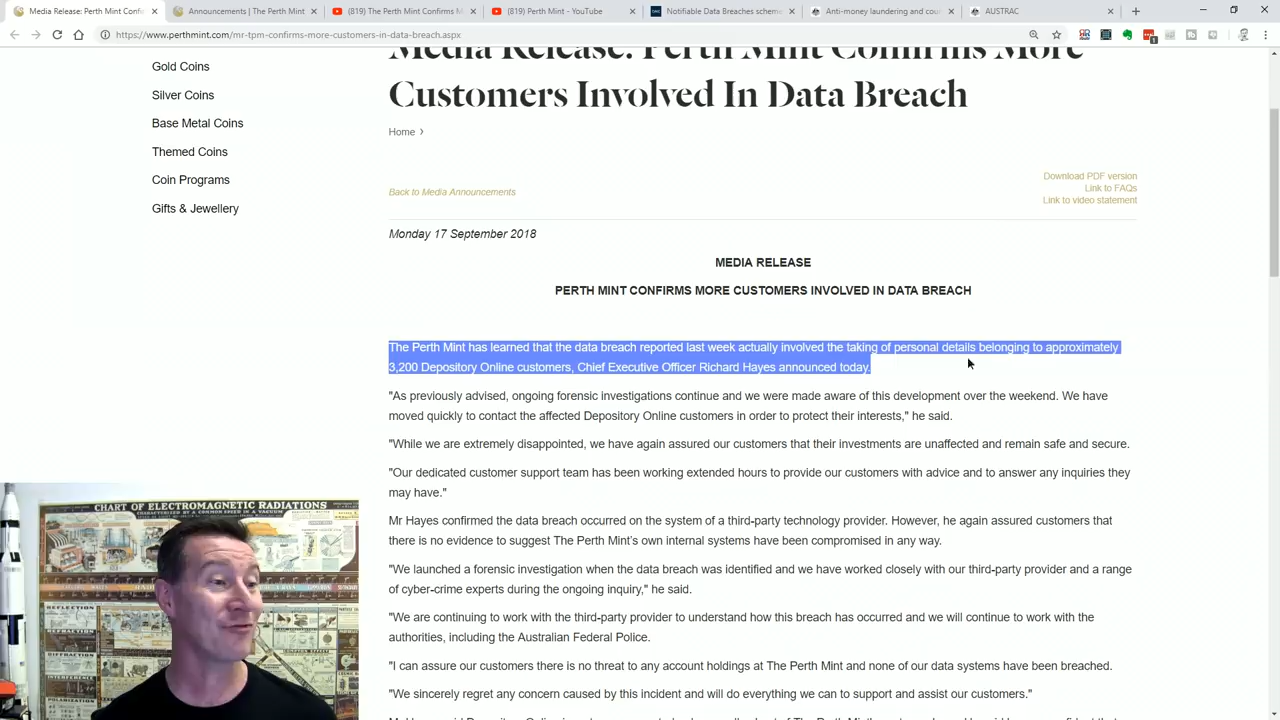 Media Release: Perth Mint Confi
Announcements | The Perth Mint
(819) The Perth Mint Confirms M
(819) Perth Mint - YouTube
Notifiable Data Breaches scheme
Anti-money laundering and cou
AUSTRAC
https://www.perthmint.com/mr-tpm-confirms-more-customers-in-data-breach.aspx
Media Release: Perth Mint Confirms More
Customers Involved In Data Breach
Gold Coins
Silver Coins
Base Metal Coins
Themed Coins
Coin Programs
Gifts & Jewellery
Home ›
Back to Media Announcements
Download PDF version
Link to FAQs
Link to video statement
Monday 17 September 2018
MEDIA RELEASE
PERTH MINT CONFIRMS MORE CUSTOMERS INVOLVED IN DATA BREACH
The Perth Mint has learned that the data breach reported last week actually involved the taking of personal details belonging to approximately
3,200 Depository Online customers, Chief Executive Officer Richard Hayes announced today.
"As previously advised, ongoing forensic investigations continue and we were made aware of this development over the weekend. We have
moved quickly to contact the affected Depository Online customers in order to protect their interests," he said.
"While we are extremely disappointed, we have again assured our customers that their investments are unaffected and remain safe and secure.
"Our dedicated customer support team has been working extended hours to provide our customers with advice and to answer any inquiries they
may have."
Mr Hayes confirmed the data breach occurred on the system of a third-party technology provider. However, he again assured customers that
there is no evidence to suggest The Perth Mint's own internal systems have been compromised in any way.
"We launched a forensic investigation when the data breach was identified and we have worked closely with our third-party provider and a range
of cyber-crime experts during the ongoing inquiry," he said.
"We are continuing to work with the third-party provider to understand how this breach has occurred and we will continue to work with the
authorities, including the Australian Federal Police.
"I can assure our customers there is no threat to any account holdings at The Perth Mint and none of our data systems have been breached.
"We sincerely regret any concern caused by this incident and will do everything we can to support and assist our customers."
CHART OF ELECTROMAGNETIC RADIATIONS
REFLECTION
REFRACTION
INTERFERENCE